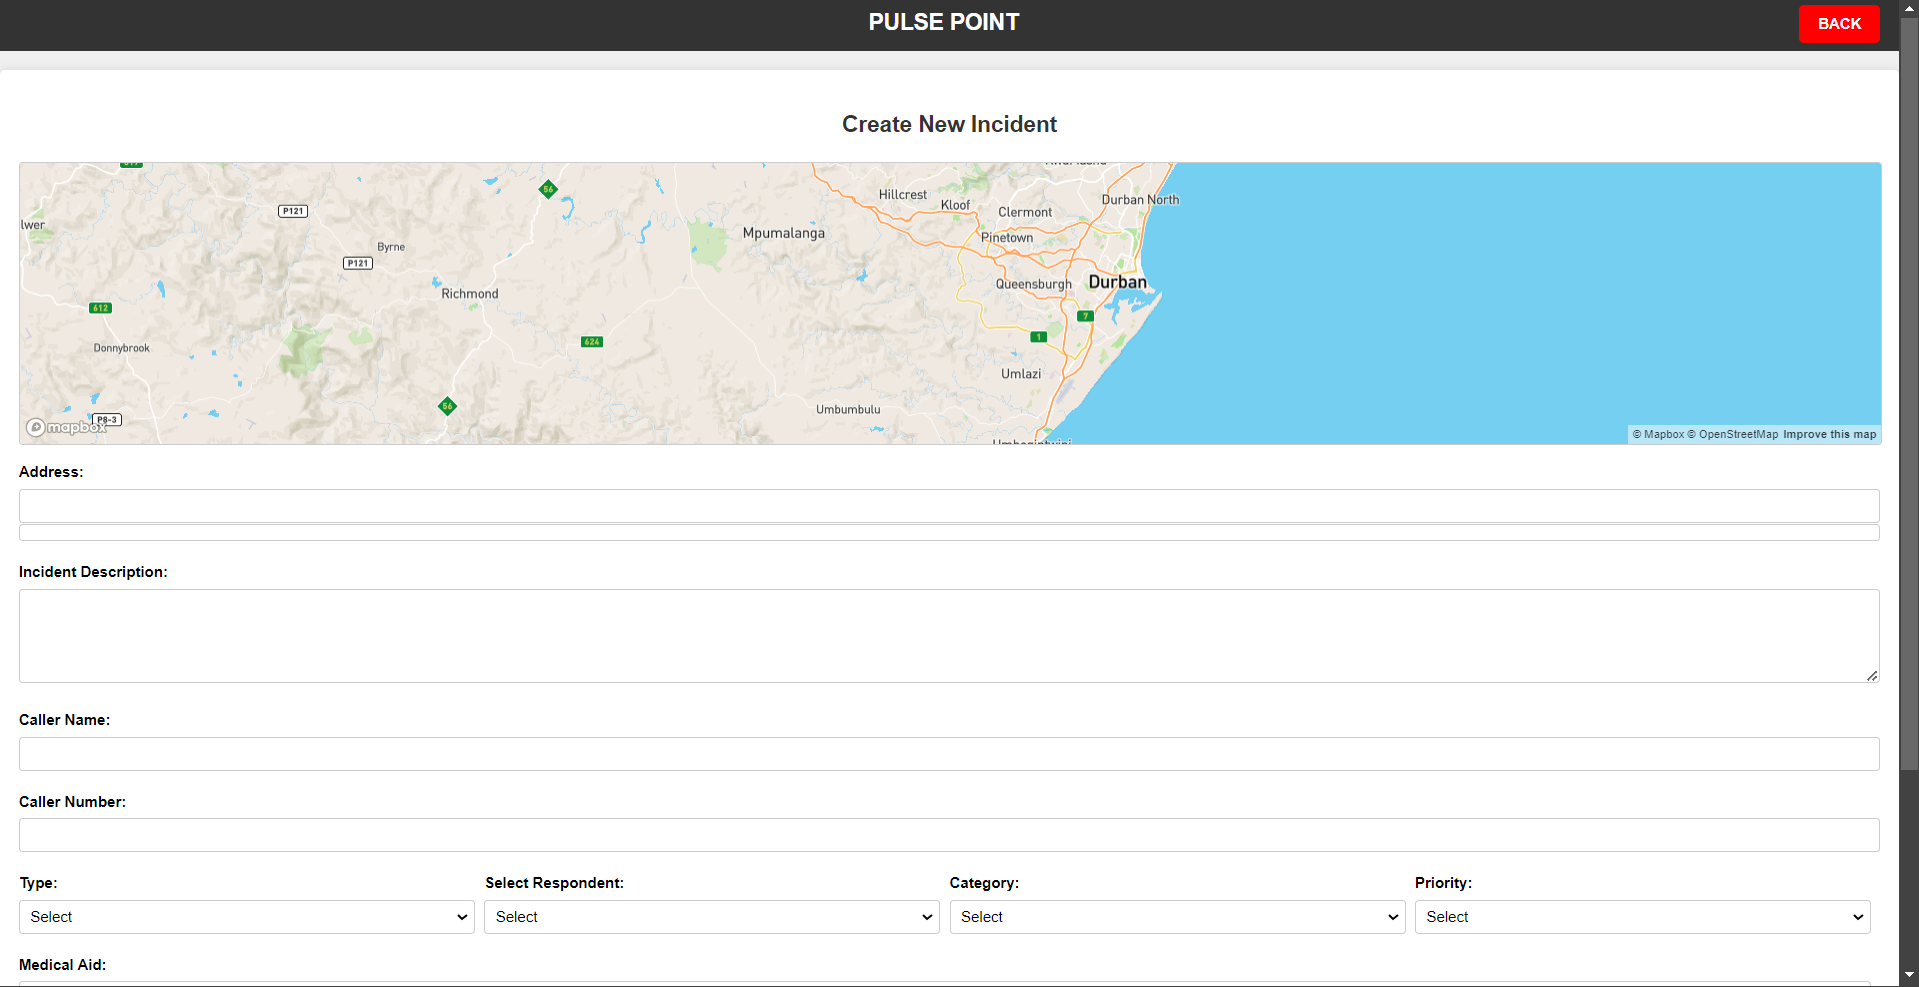 PULSE POINT
BACK
Create New Incident
56
P121
lwer
Byrne
P121
Richmond
612
Donnybrook
624
56
P8-3
mapbox
Mpumalanga
Hillcrest
Kloof
Clermont
Durban North
Pinetown
Queensburgh
Durban
7
1
Umlazi
Umbumbulu
© Mapbox © OpenStreetMap Improve this map
Address:
Incident Description:
Caller Name:
Caller Number:
Type: Select Respondent: Category: Priority:
Select Select Select Select
Medical Aid: